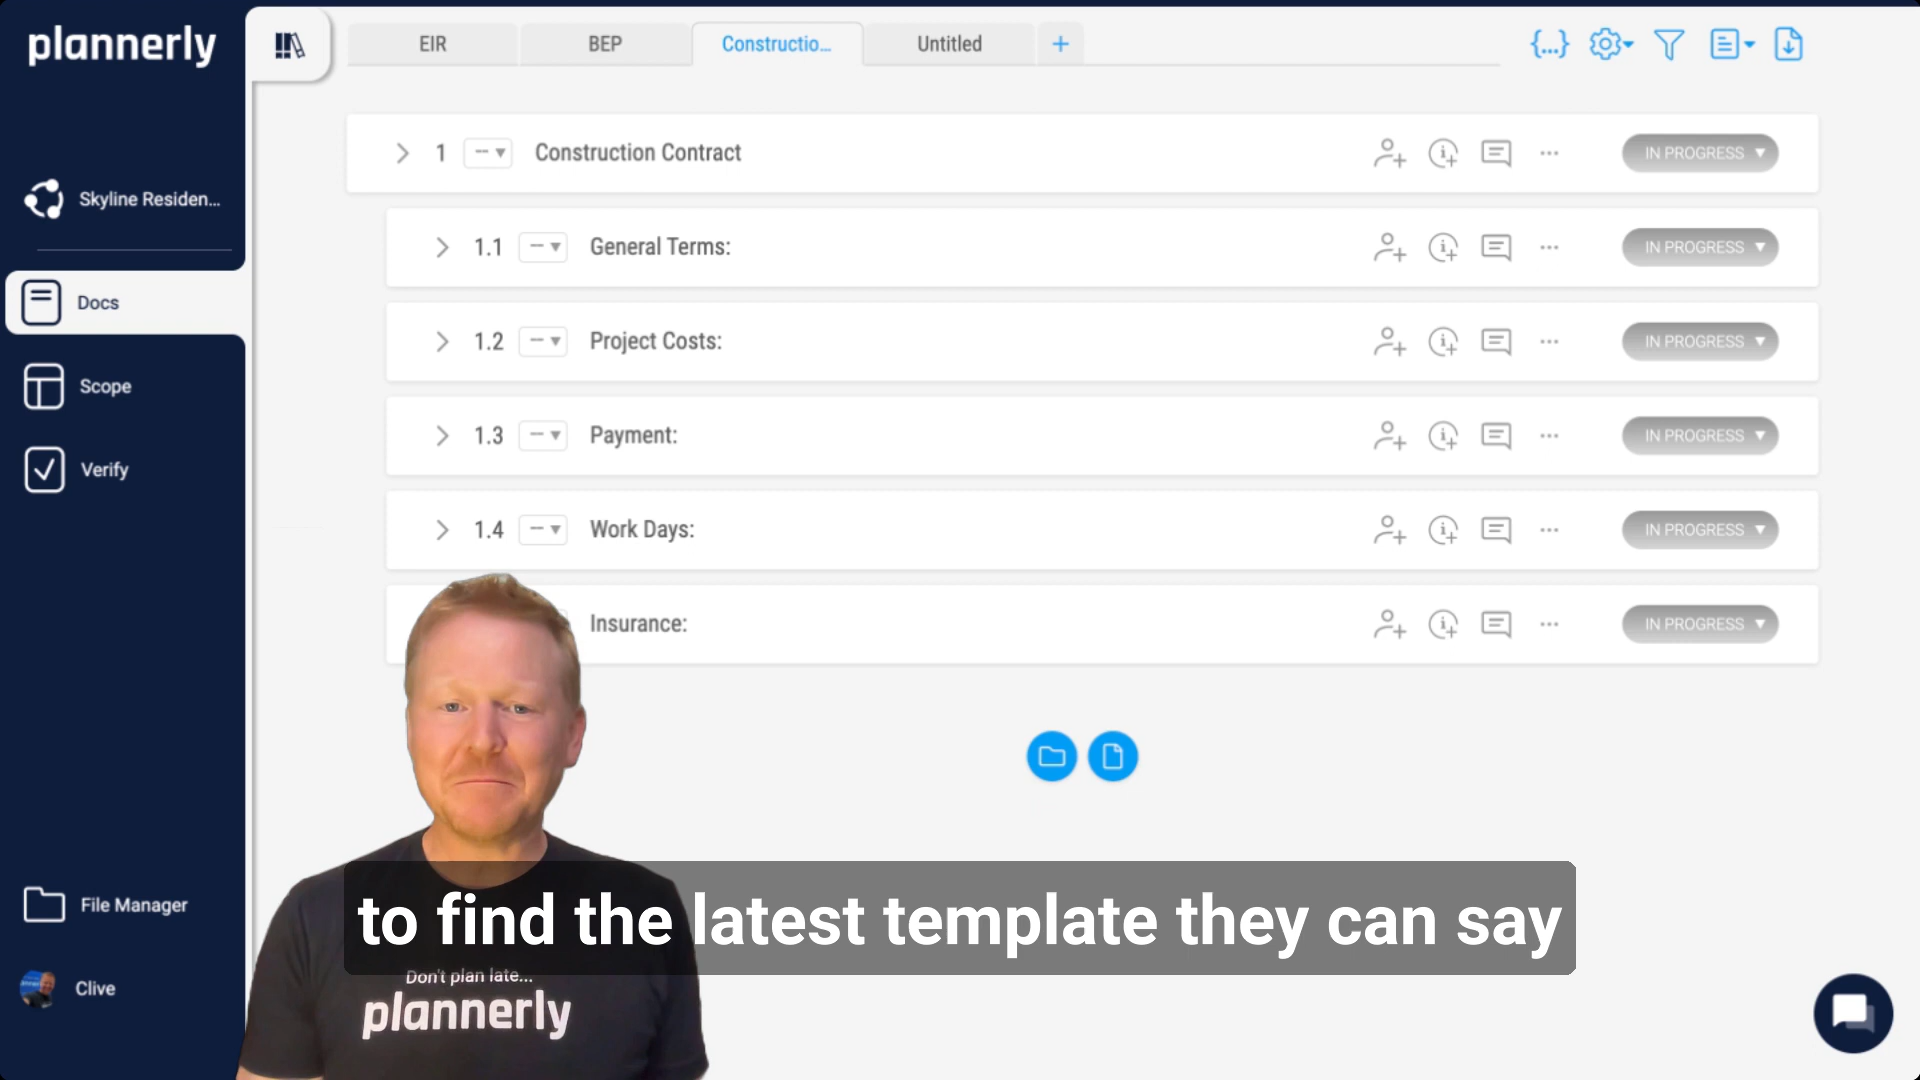 plannerly
EIR
BEP
Constructio...
Untitled
+
{...}
Skyline Residen...
Docs
Scope
Verify
File Manager
Clive
1 -- Construction Contract IN PROGRESS
1.1 -- General Terms: IN PROGRESS
1.2 -- Project Costs: IN PROGRESS
1.3 -- Payment: IN PROGRESS
1.4 -- Work Days: IN PROGRESS
Insurance: IN PROGRESS
to find the latest template they can say
Don't plan late...
plannerly